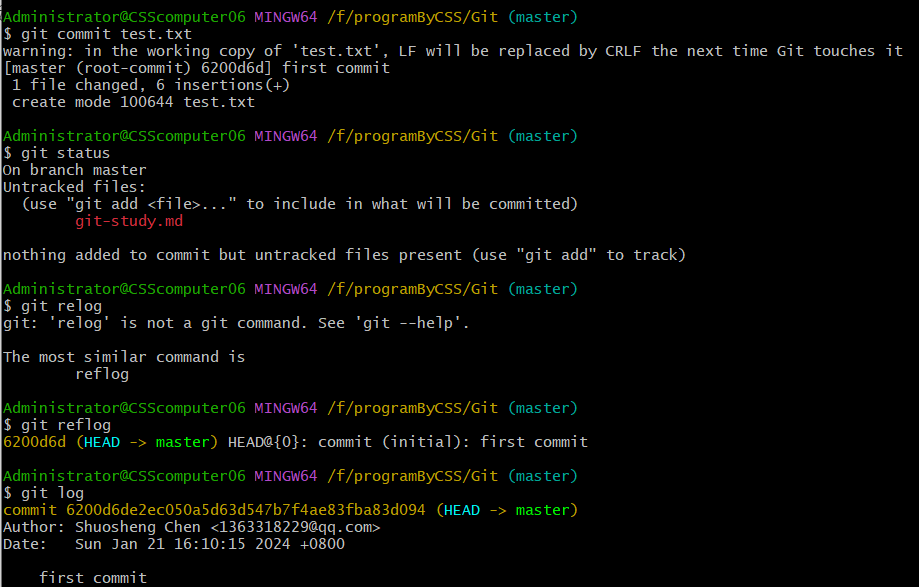 Administrator@CSScomputer06 MINGW64 /f/programByCSS/Git (master)
$ git commit test.txt
warning: in the working copy of 'test.txt', LF will be replaced by CRLF the next time Git touches it
[master (root-commit) 6200d6d] first commit
 1 file changed, 6 insertions(+)
 create mode 100644 test.txt

Administrator@CSScomputer06 MINGW64 /f/programByCSS/Git (master)
$ git status
On branch master
Untracked files:
  (use "git add <file>..." to include in what will be committed)
        git-study.md

nothing added to commit but untracked files present (use "git add" to track)

Administrator@CSScomputer06 MINGW64 /f/programByCSS/Git (master)
$ git relog
git: 'relog' is not a git command. See 'git --help'.

The most similar command is
        reflog

Administrator@CSScomputer06 MINGW64 /f/programByCSS/Git (master)
$ git reflog
6200d6d (HEAD -> master) HEAD@{0}: commit (initial): first commit

Administrator@CSScomputer06 MINGW64 /f/programByCSS/Git (master)
$ git log
commit 6200d6de2ec050a5d63d547b7f4ae83fba83d094 (HEAD -> master)
Author: Shuosheng Chen <1363318229@qq.com>
Date:   Sun Jan 21 16:10:15 2024 +0800

    first commit